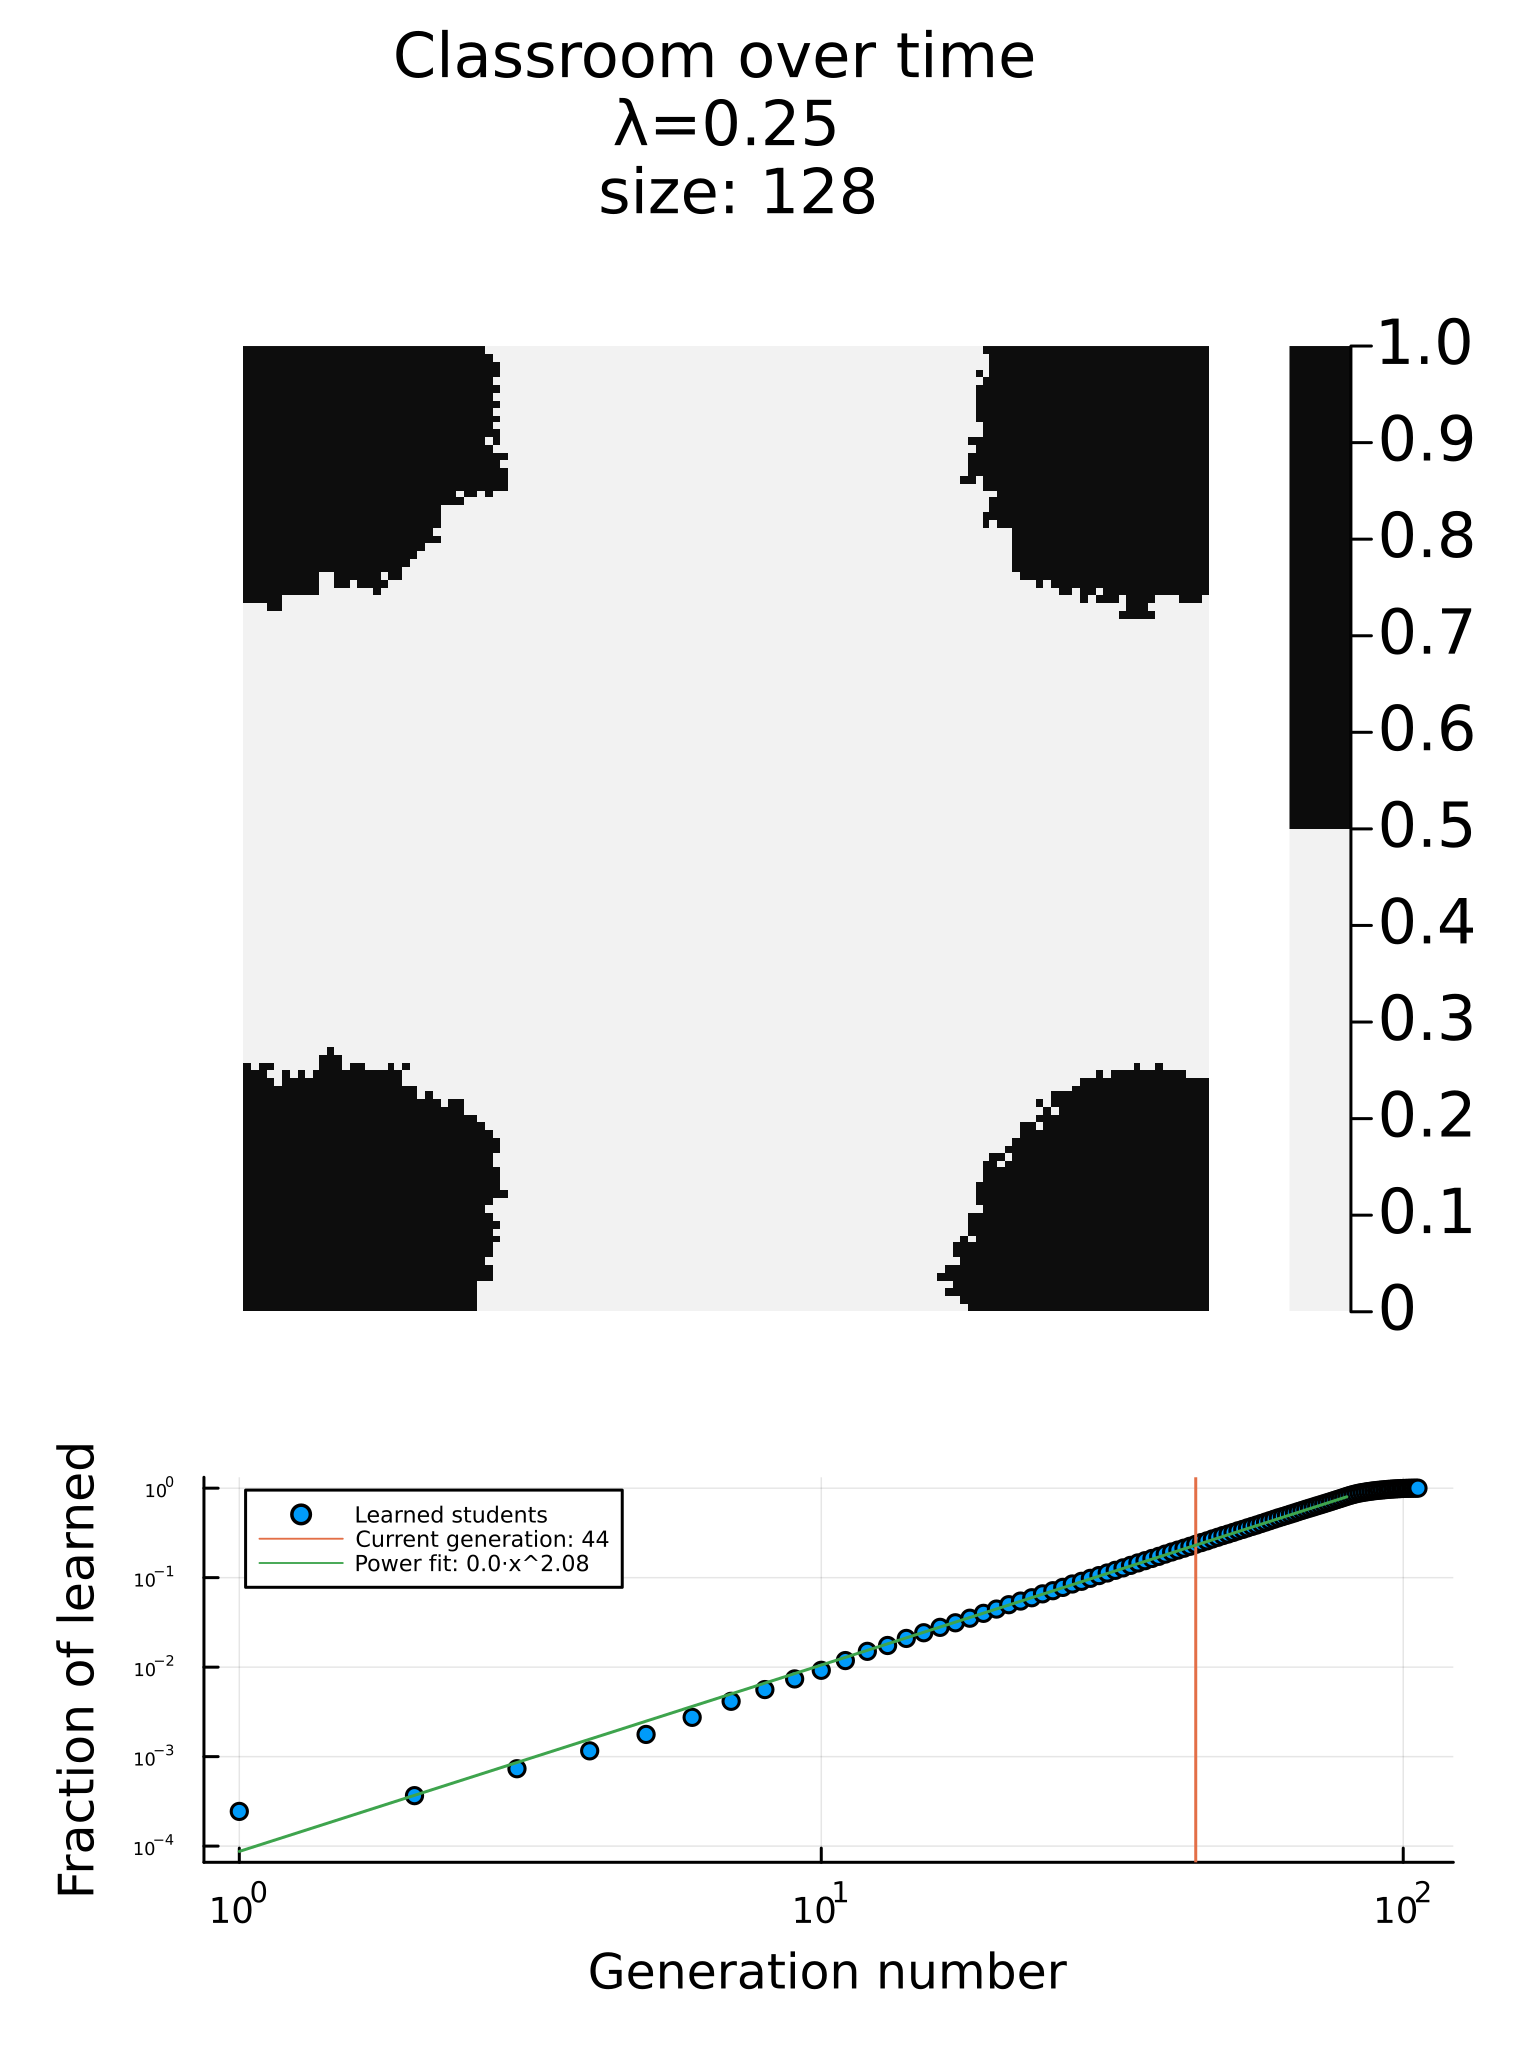 Classroom over time
λ=0.25
size: 128
1.0
0.9
0.8
0.7
0.6
0.5
0.4
0.3
0.2
0.1
0
Fraction of learned
10^0
10^-1
10^-2
10^-3
10^-4
Learned students
Current generation: 44
Power fit: 0.0·x^2.08
10^0 10^1 10^2
Generation number